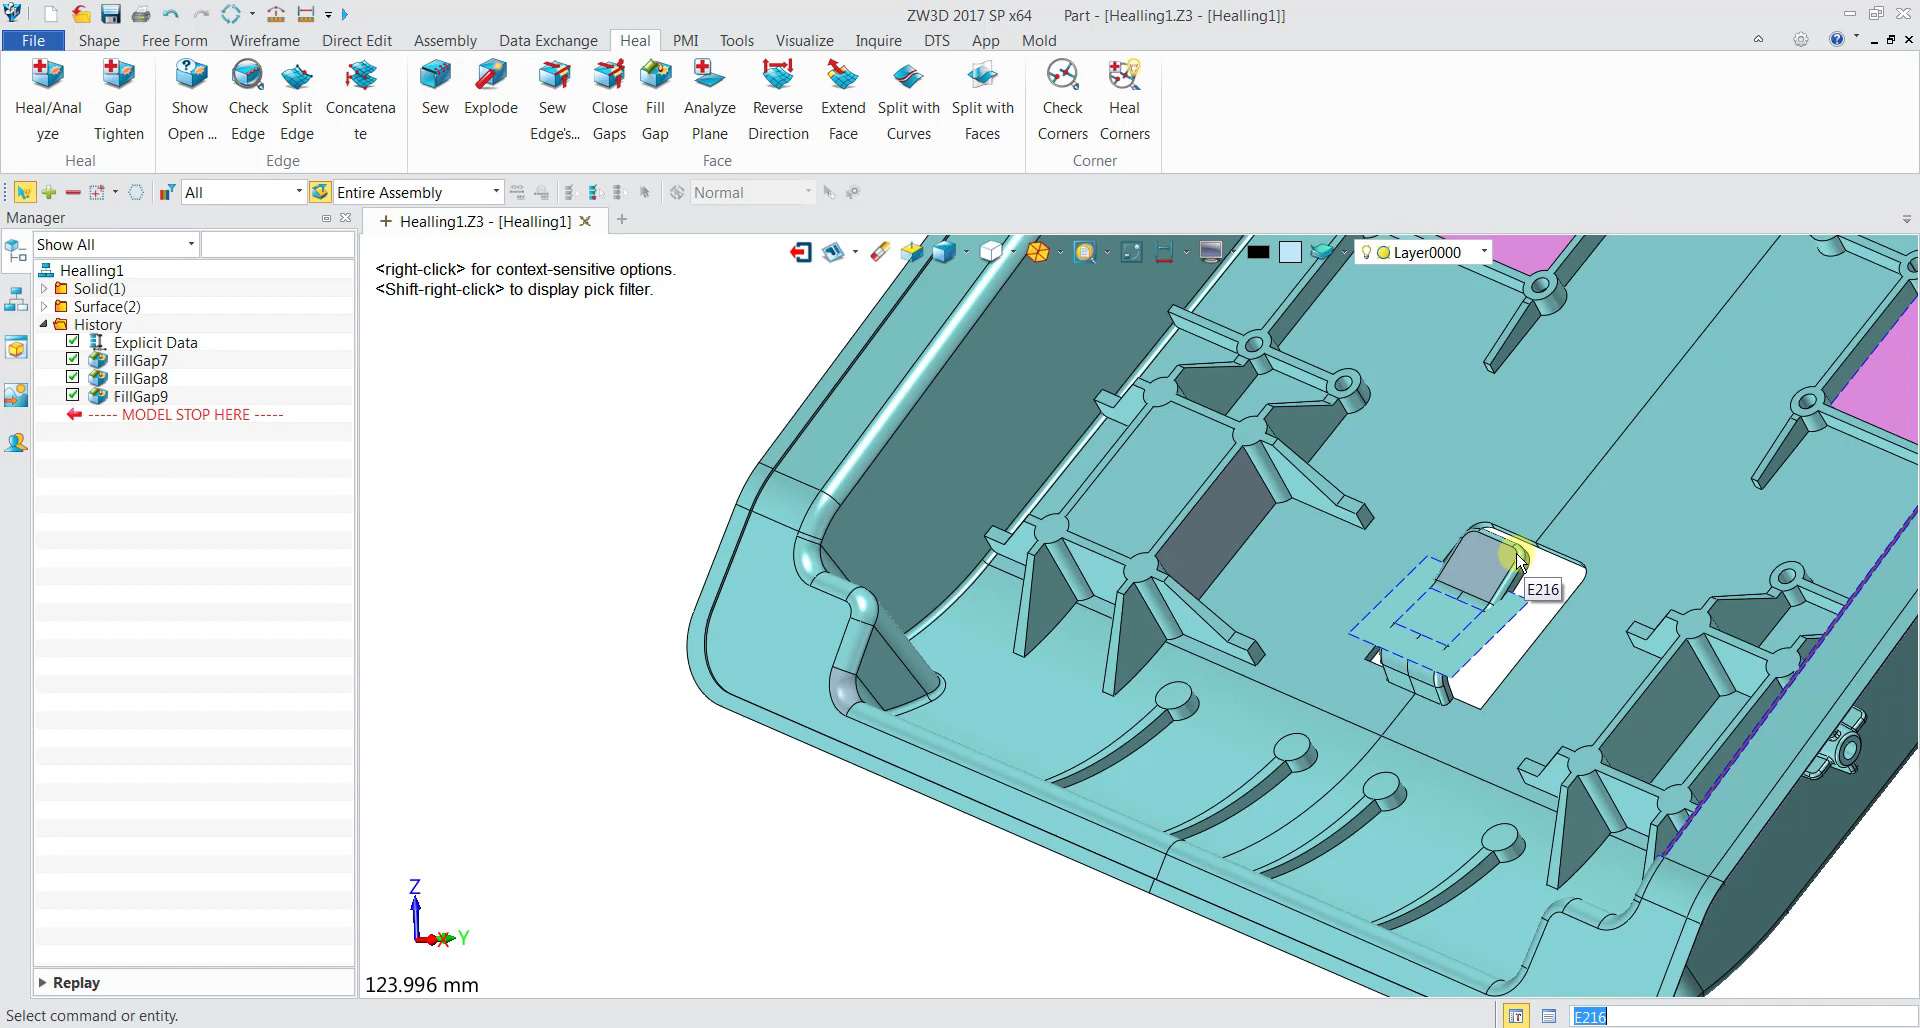 ZW3D 2017 SP x64 Part - [Healling1.Z3 - [Healling1]]
File Shape Free Form Wireframe Direct Edit Assembly Data Exchange Heal PMI Tools Visualize Inquire DTS App Mold
Heal/Anal
yze
Gap
Tighten
Show
Open ...
Check
Edge
Split
Edge
Concatena
te
Sew
Explode
Sew
Edge's...
Close
Gaps
Fill
Gap
Analyze
Plane
Reverse
Direction
Extend
Face
Split with
Curves
Split with
Faces
Check
Corners
Heal
Corners
Heal Edge Face Corner
All Entire Assembly Normal
Manager
Healling1.Z3 - [Healling1]
Show All
Healling1
Solid(1)
Surface(2)
History
Explicit Data
FillGap7
FillGap8
FillGap9
----- MODEL STOP HERE -----
Replay
<right-click> for context-sensitive options.
<Shift-right-click> to display pick filter.
Layer0000
E216
Z
X
Y
123.996 mm
Select command or entity.
E216